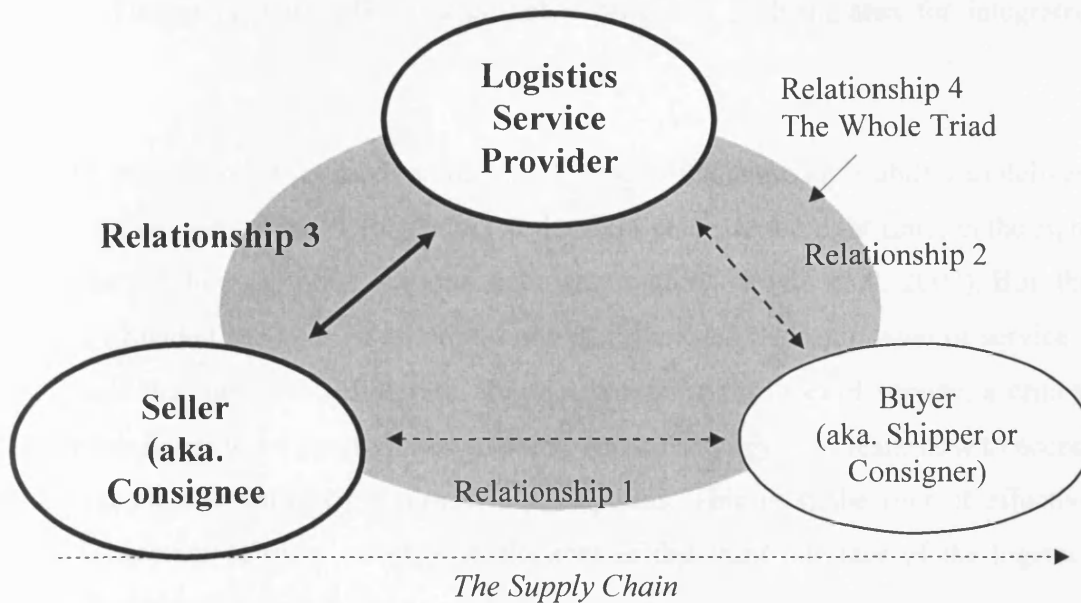 Logistics
Service
Provider
Relationship 4
The Whole Triad
Relationship 3
Relationship 2
Seller
(aka.
Consignee
Buyer
(aka. Shipper or
Consigner)
Relationship 1
The Supply Chain